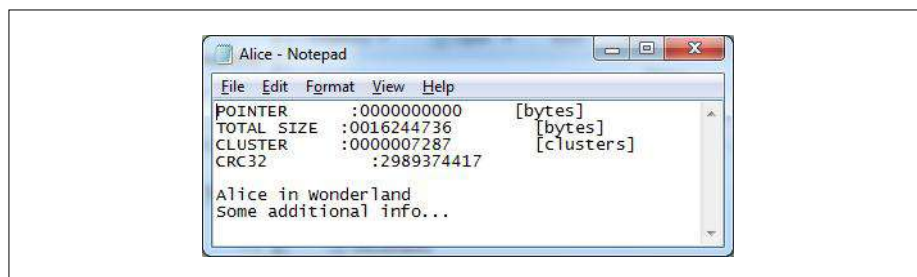 Alice - Notepad
File Edit Format View Help
POINTER :0000000000 [bytes]
TOTAL SIZE :0016244736 [bytes]
CLUSTER :0000007287 [clusters]
CRC32 :2989374417
Alice in Wonderland
Some additional info...